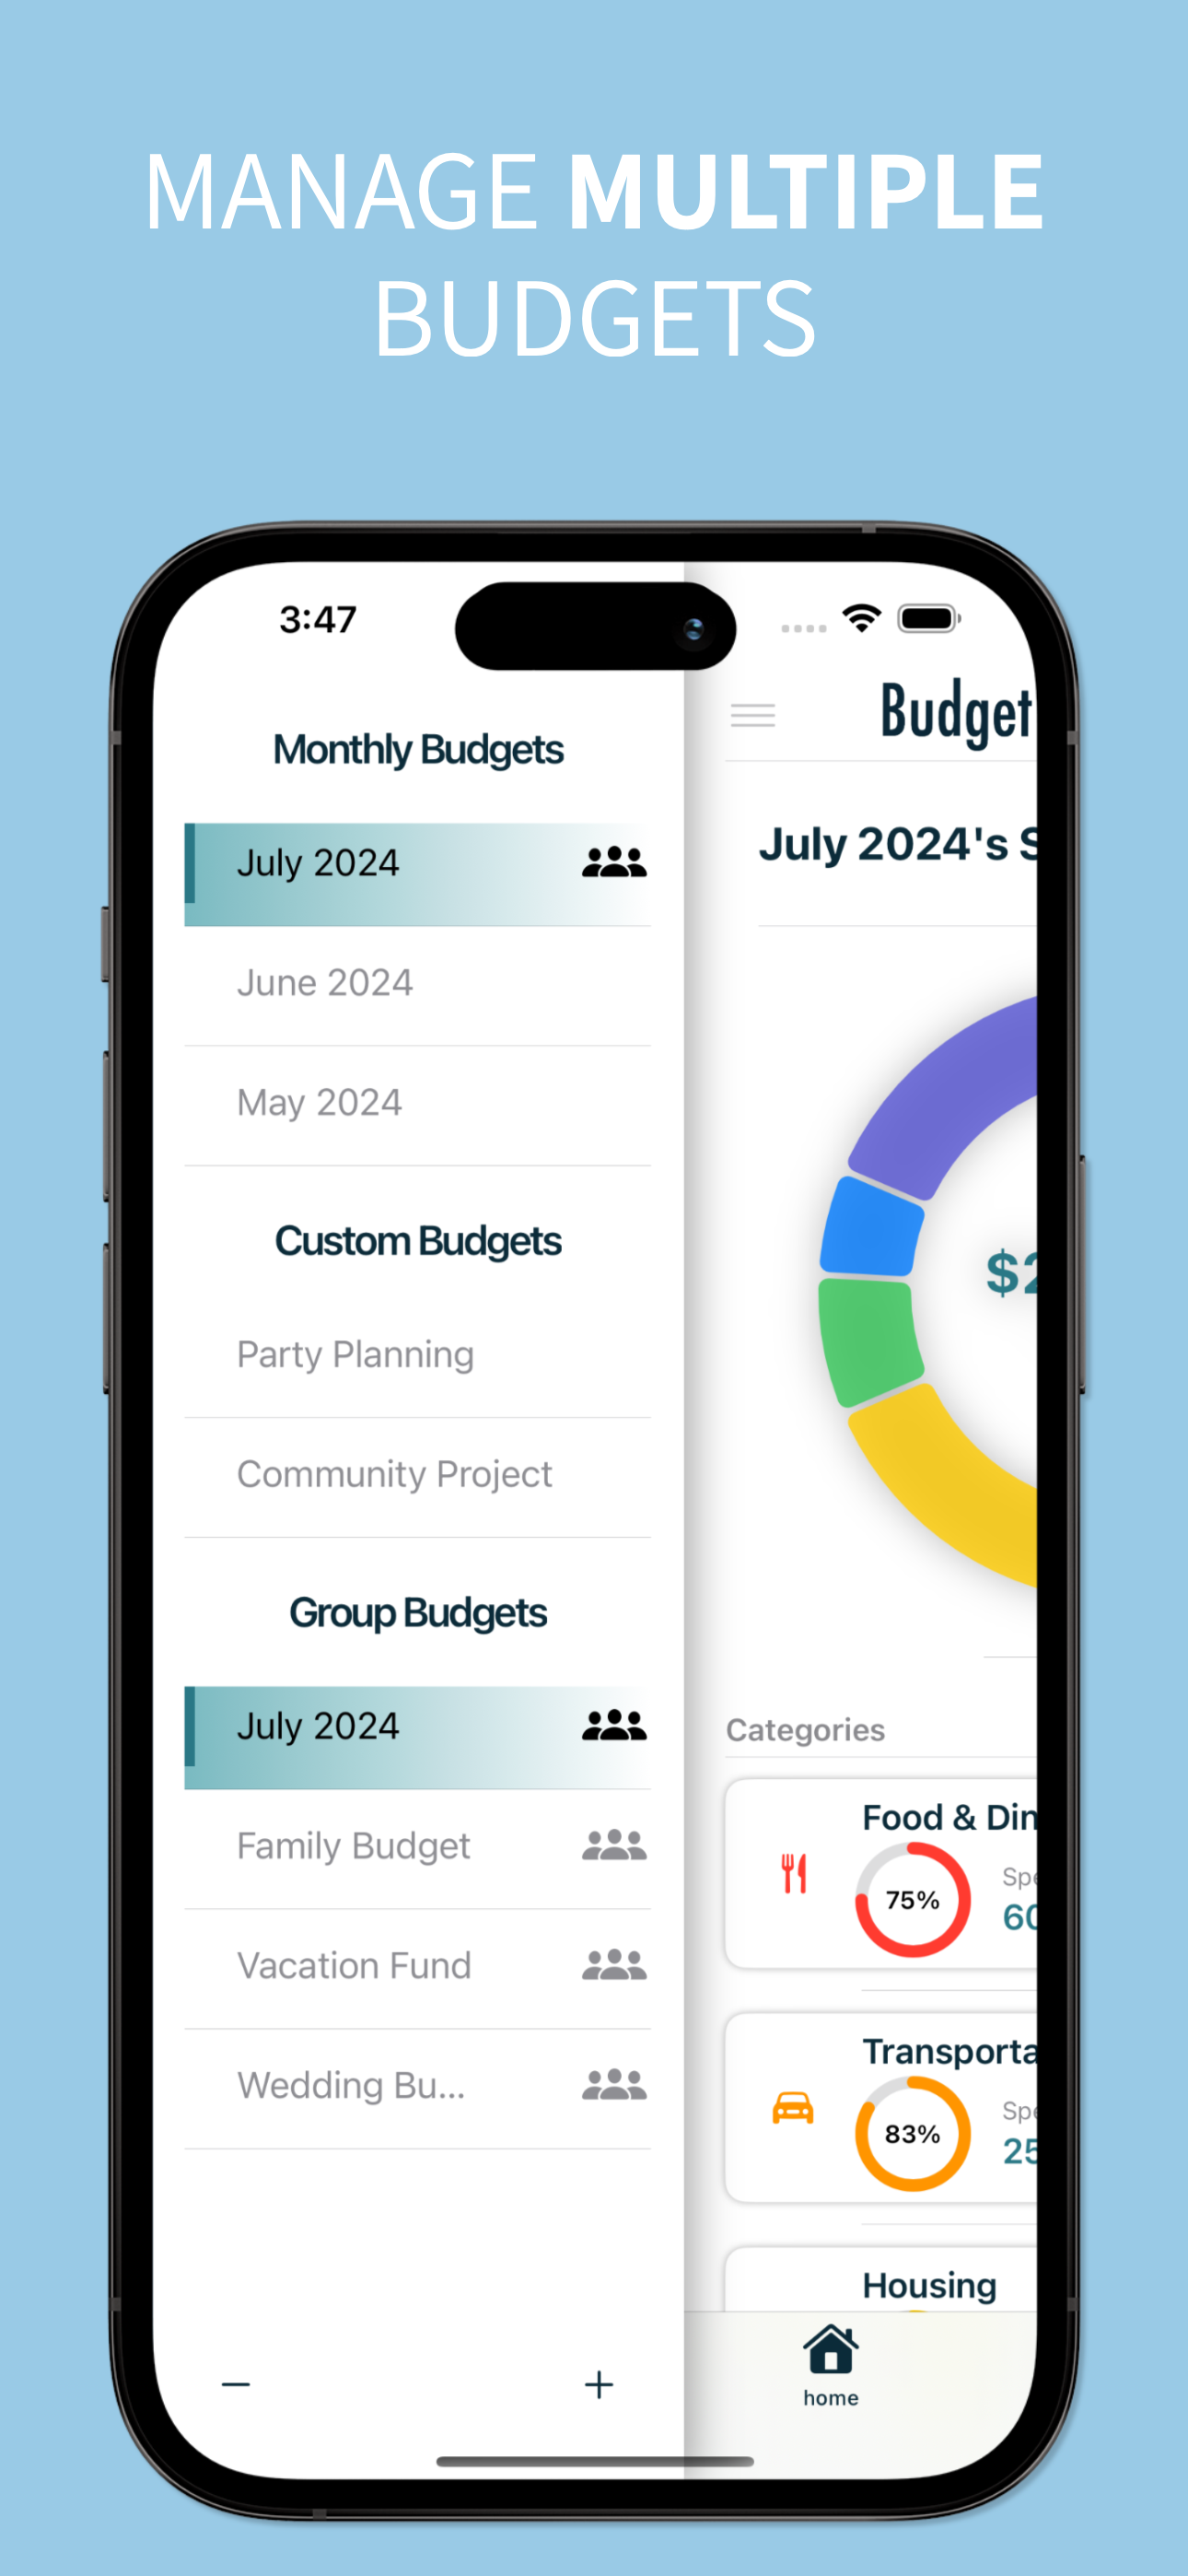 MANAGE MULTIPLE
BUDGETS
3:47
Monthly Budgets
July 2024
June 2024
May 2024
Custom Budgets
Party Planning
Community Project
Group Budgets
July 2024
Family Budget
Vacation Fund
Wedding Bu...
Budget
July 2024's S
$2
Categories
Food & Din
75%
Spe
60
Transporta
83%
Spe
25
Housing
home